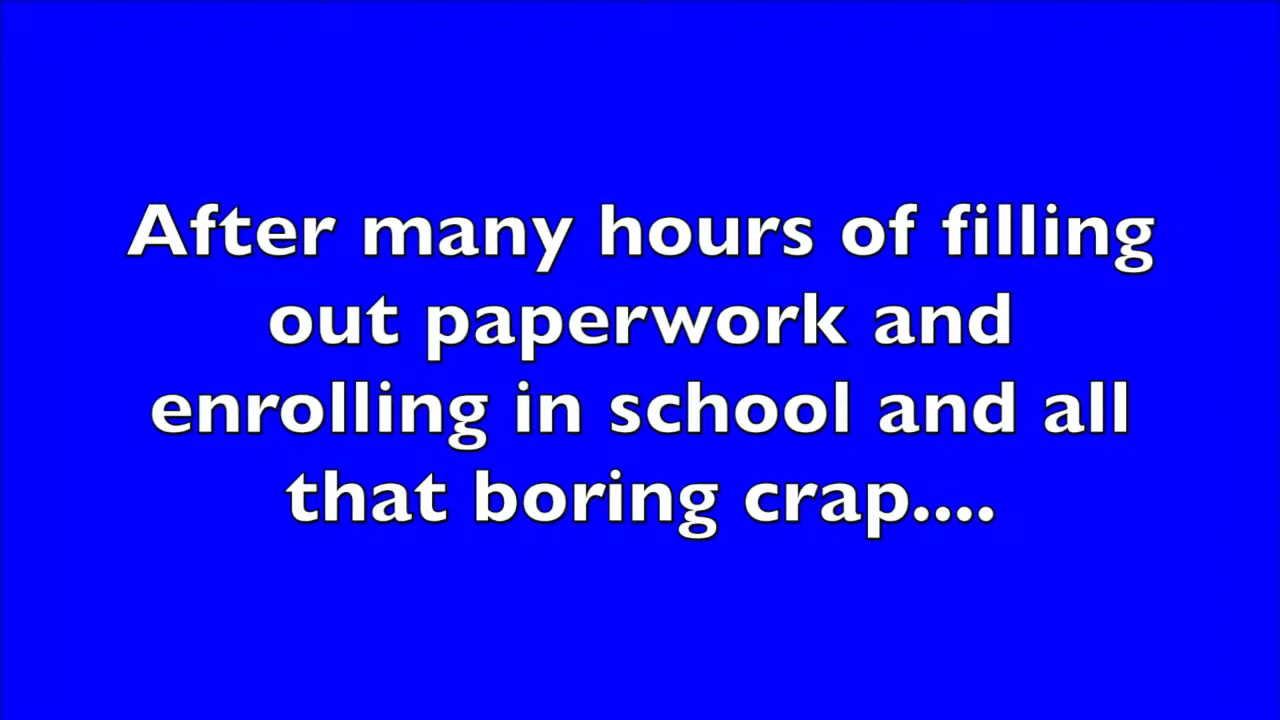 After many hours of filling
out paperwork and
enrolling in school and all
that boring crap....